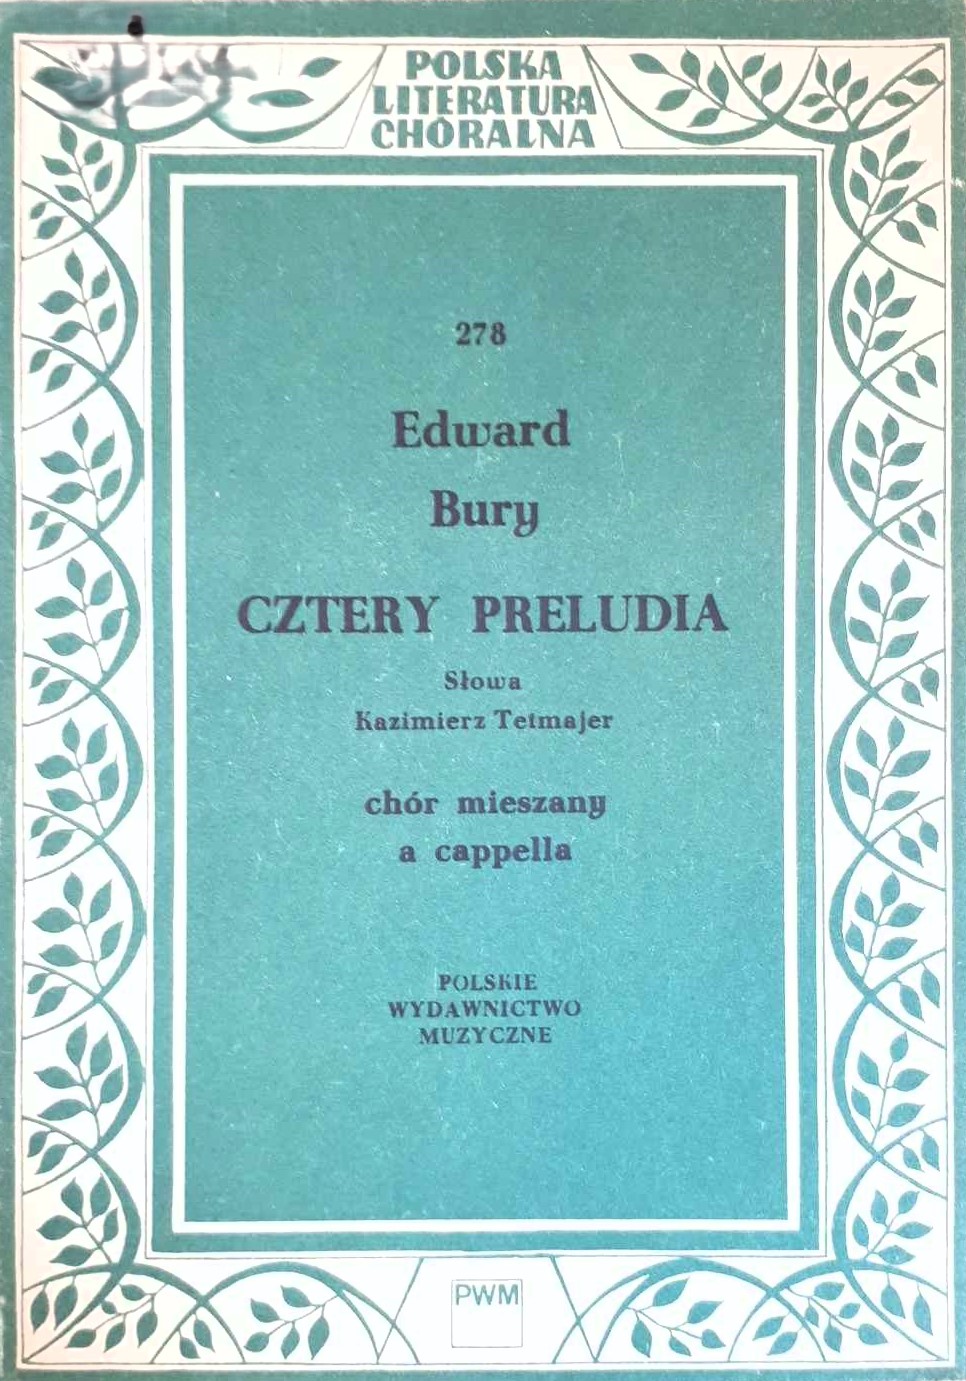 POLSKA
LITERATURA
CHÓRALNA
278
Edward
Bury
CZTERY PRELUDIA
Słowa
Kazimierz Tetmajer
chór mieszany
a cappella
POLSKIE
WYDAWNICTWO
MUZYCZNE
PWM